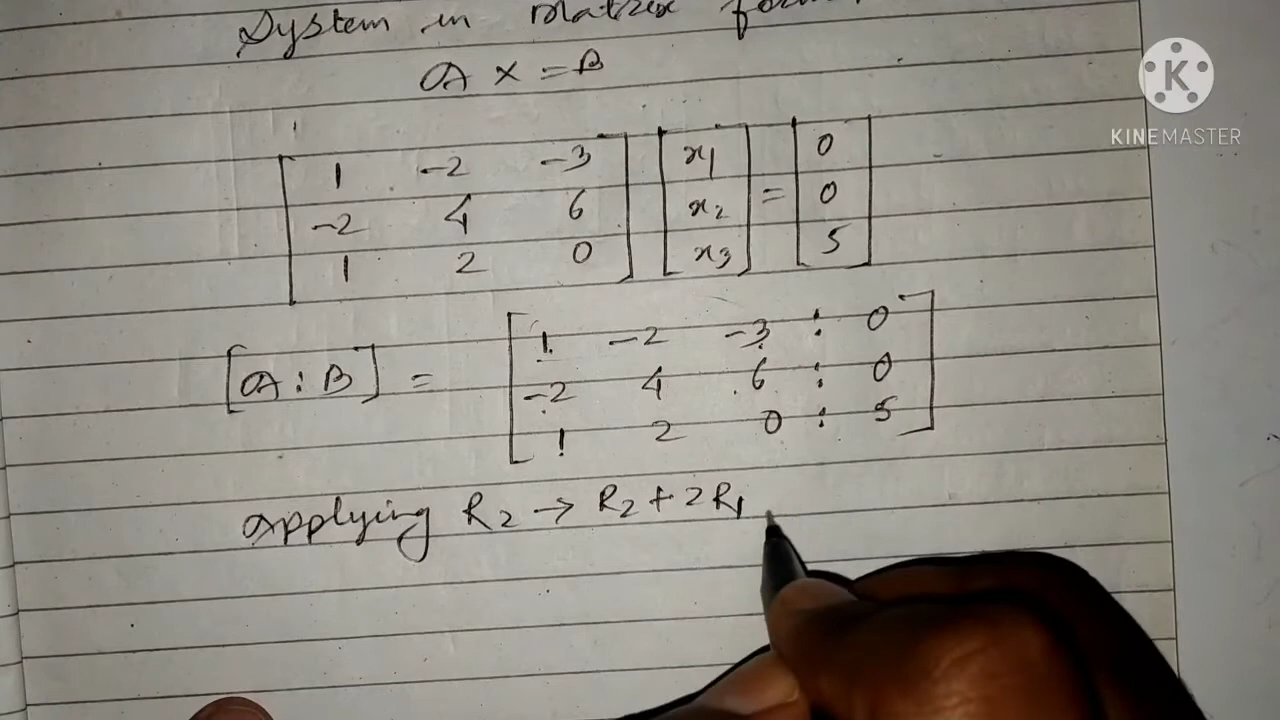 System in matrix form.
A X = B
K
KINEMASTER
1 -2 -3 x1 0
-2 4 6 x2 = 0
1 2 0 x3 5
[A : B] = 1 -2 -3 : 0
-2 4 6 : 0
1 2 0 : 5
applying R2 → R2 + 2R1